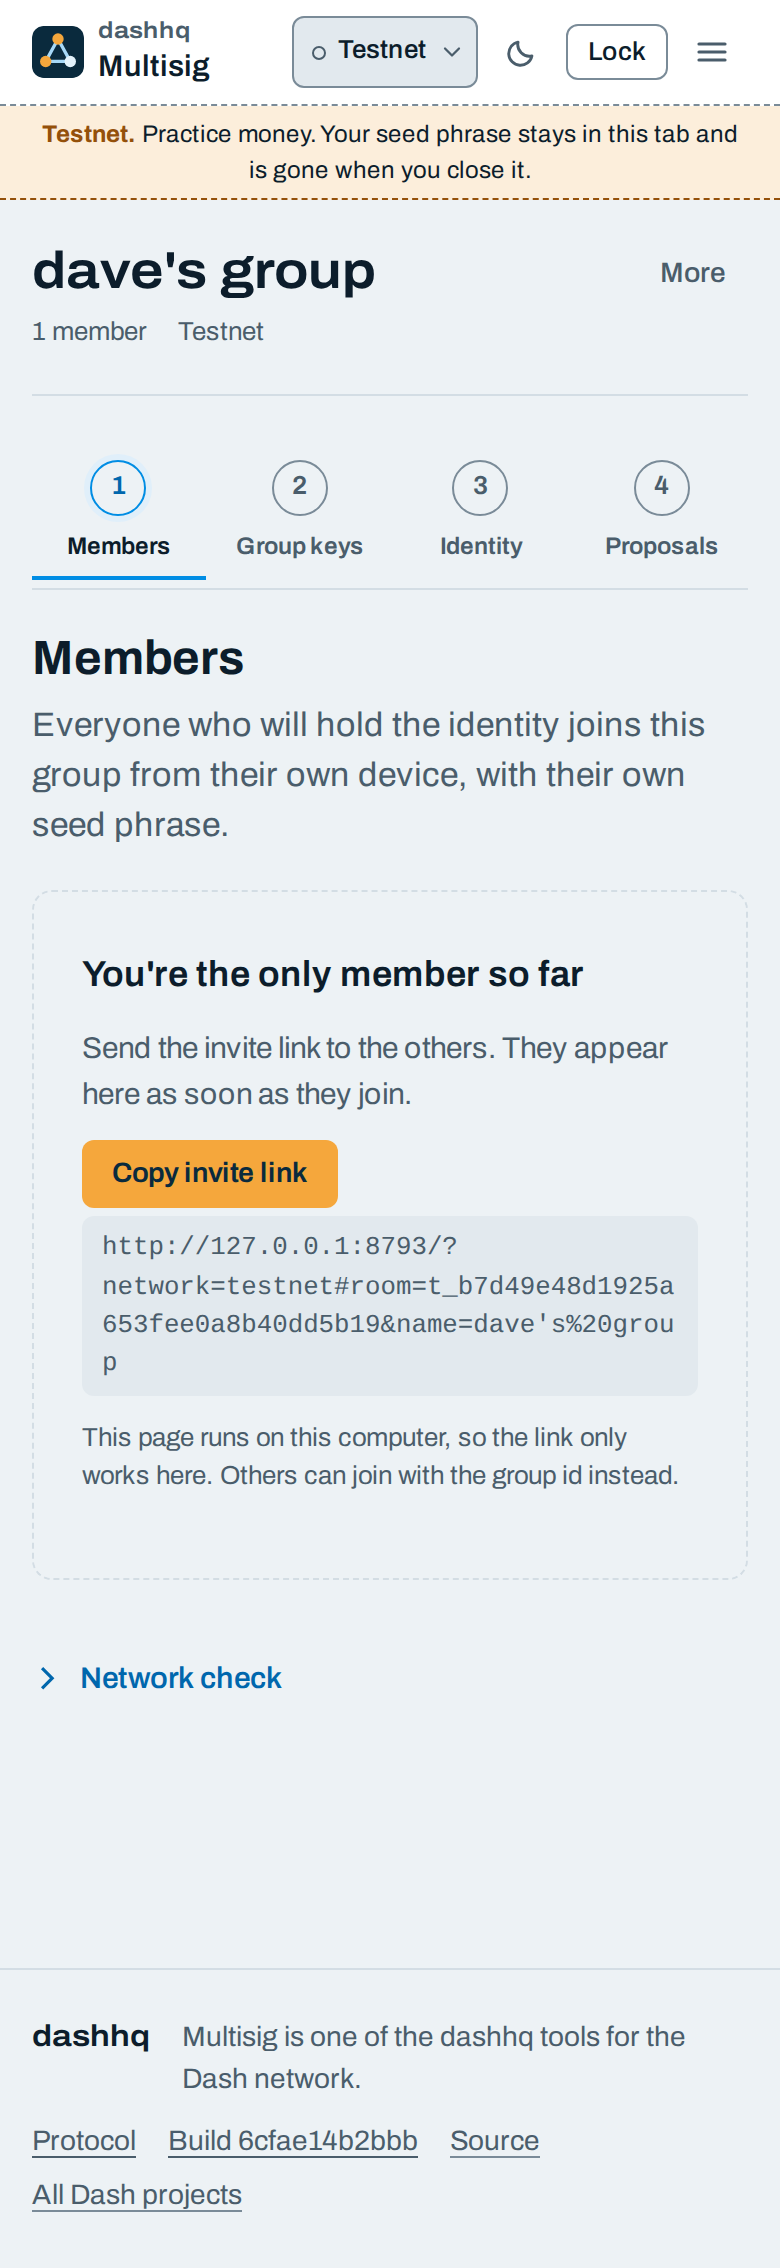 dashhq
Multisig
Testnet
Lock
Testnet. Practice money. Your seed phrase stays in this tab and
is gone when you close it.
dave's group
More
1 member Testnet
1 2 3 4
Members Group keys Identity Proposals
Members
Everyone who will hold the identity joins this
group from their own device, with their own
seed phrase.
You're the only member so far
Send the invite link to the others. They appear
here as soon as they join.
Copy invite link
http://127.0.0.1:8793/?
network=testnet#room=t_b7d49e48d1925a
653fee0a8b40dd5b19&name=dave's%20grou
p
This page runs on this computer, so the link only
works here. Others can join with the group id instead.
Network check
dashhq
Multisig is one of the dashhq tools for the
Dash network.
Protocol Build 6cfae14b2bbb Source
All Dash projects